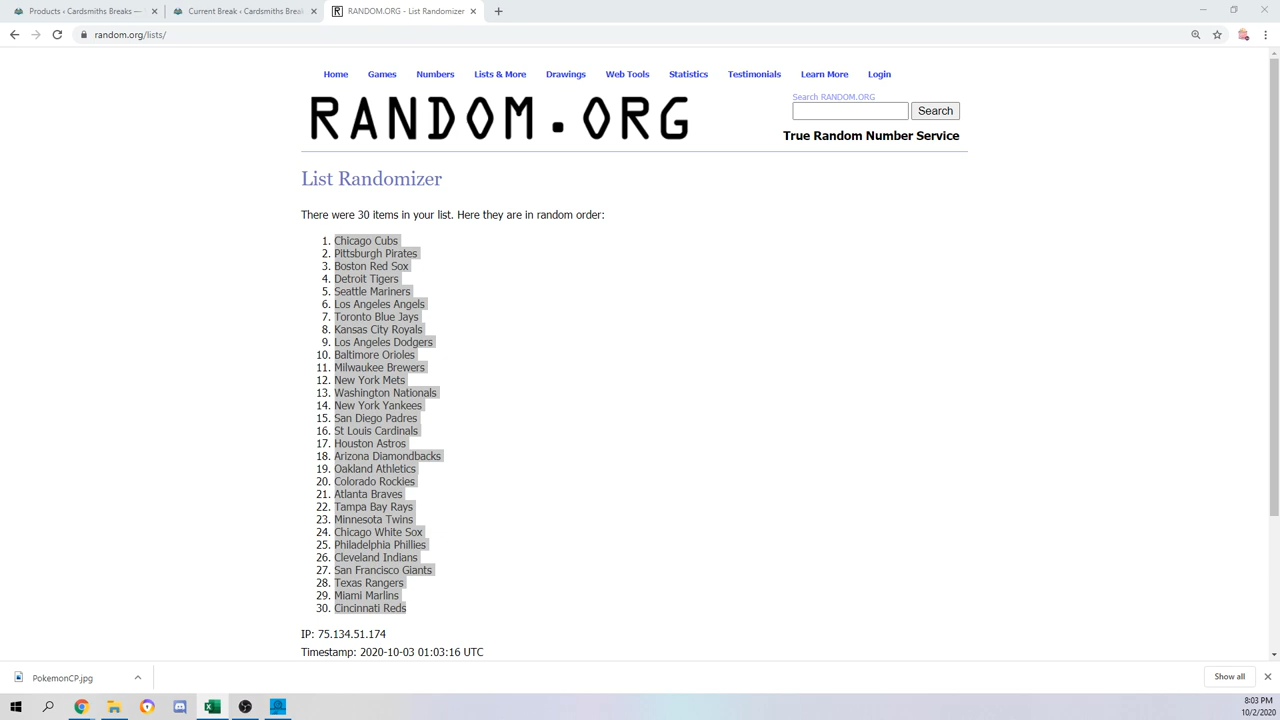 Products ‹ Cardsmiths Breaks —
Current Break ‹ Cardsmiths Break
RANDOM.ORG - List Randomizer
random.org/lists/
Home Games Numbers Lists & More Drawings Web Tools Statistics Testimonials Learn More Login
RANDOM.ORG
Search RANDOM.ORG
Search
True Random Number Service
List Randomizer
There were 30 items in your list. Here they are in random order:
1. Chicago Cubs
2. Pittsburgh Pirates
3. Boston Red Sox
4. Detroit Tigers
5. Seattle Mariners
6. Los Angeles Angels
7. Toronto Blue Jays
8. Kansas City Royals
9. Los Angeles Dodgers
10. Baltimore Orioles
11. Milwaukee Brewers
12. New York Mets
13. Washington Nationals
14. New York Yankees
15. San Diego Padres
16. St Louis Cardinals
17. Houston Astros
18. Arizona Diamondbacks
19. Oakland Athletics
20. Colorado Rockies
21. Atlanta Braves
22. Tampa Bay Rays
23. Minnesota Twins
24. Chicago White Sox
25. Philadelphia Phillies
26. Cleveland Indians
27. San Francisco Giants
28. Texas Rangers
29. Miami Marlins
30. Cincinnati Reds
IP: 75.134.51.174
Timestamp: 2020-10-03 01:03:16 UTC
PokemonCP.jpg
Show all
8:03 PM
10/2/2020